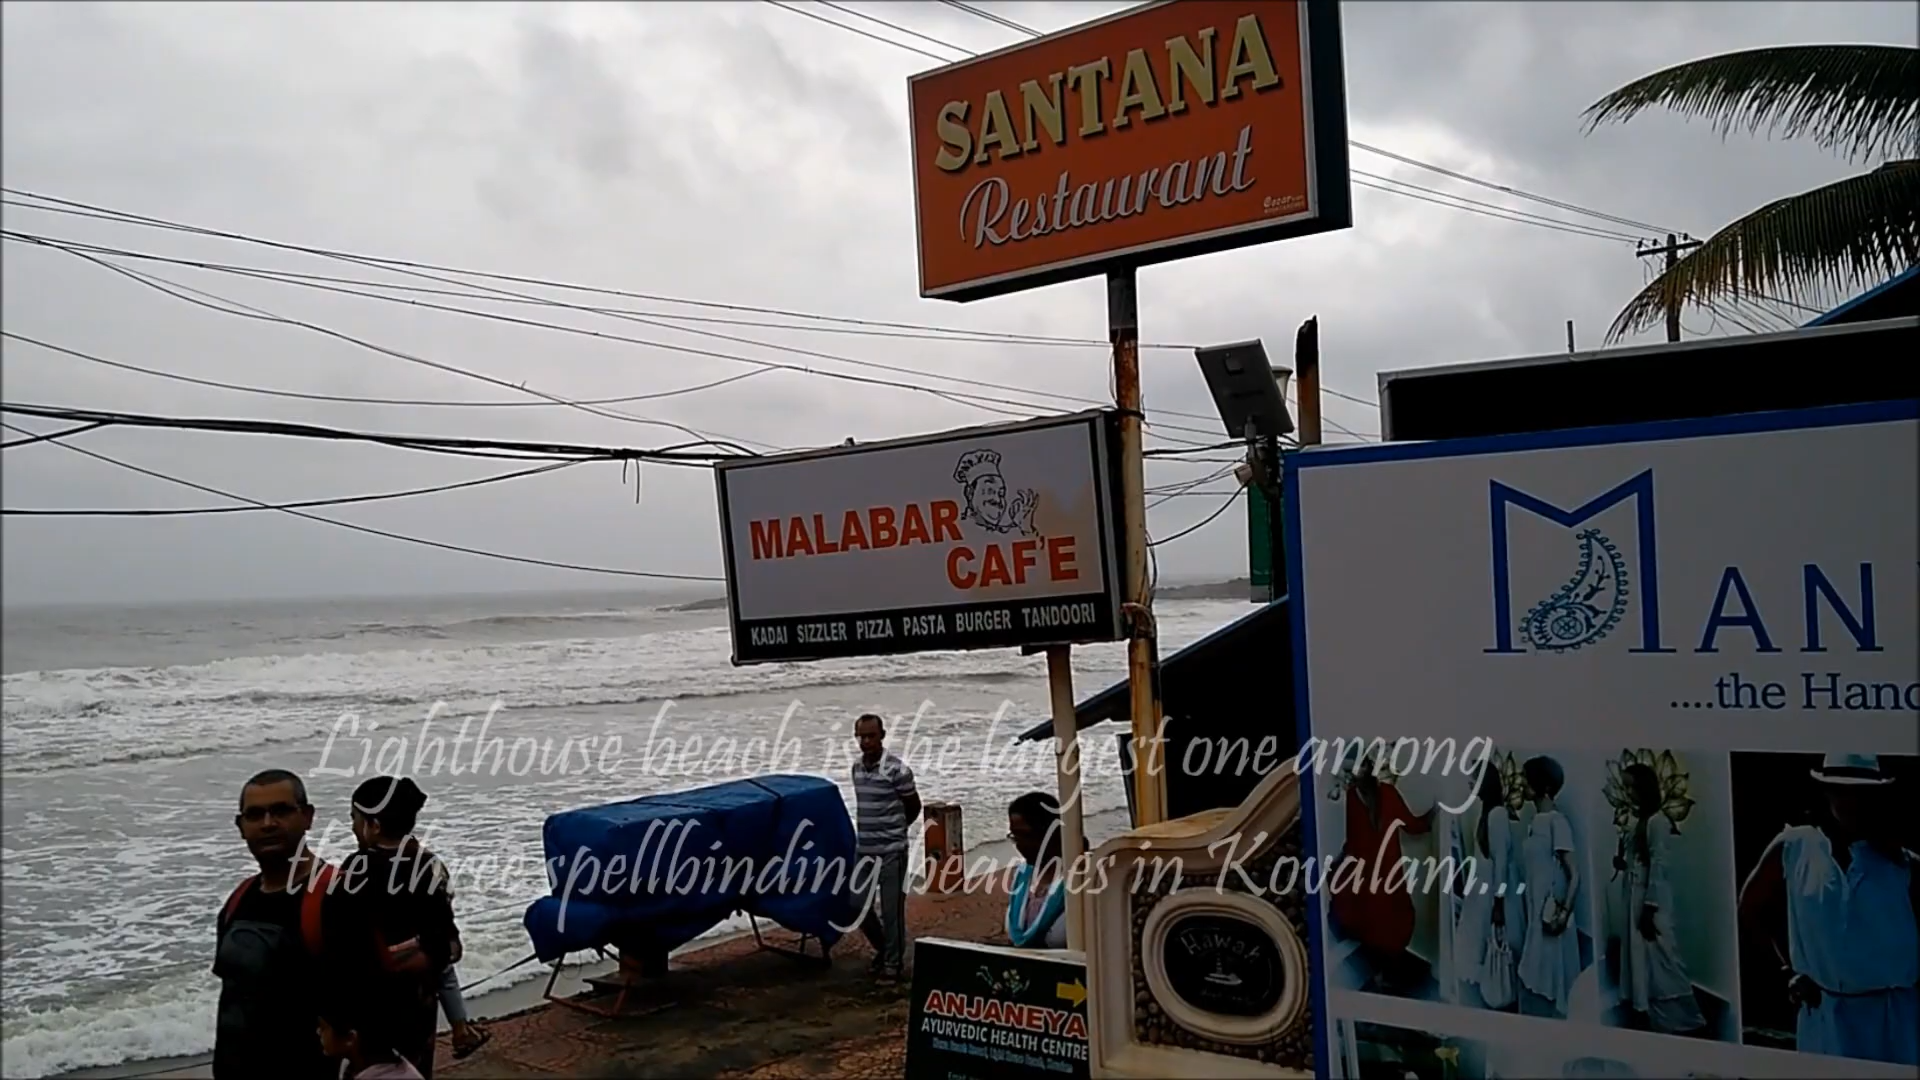 SANTANA
Restaurant
MALABAR
CAF'E
KADAI SIZZLER PIZZA PASTA BURGER TANDOORI
MAN
....the Hand
Lighthouse beach is the largest one among
the three spellbinding beaches in Kovalam...
ANJANEYA
AYURVEDIC HEALTH CENTRE